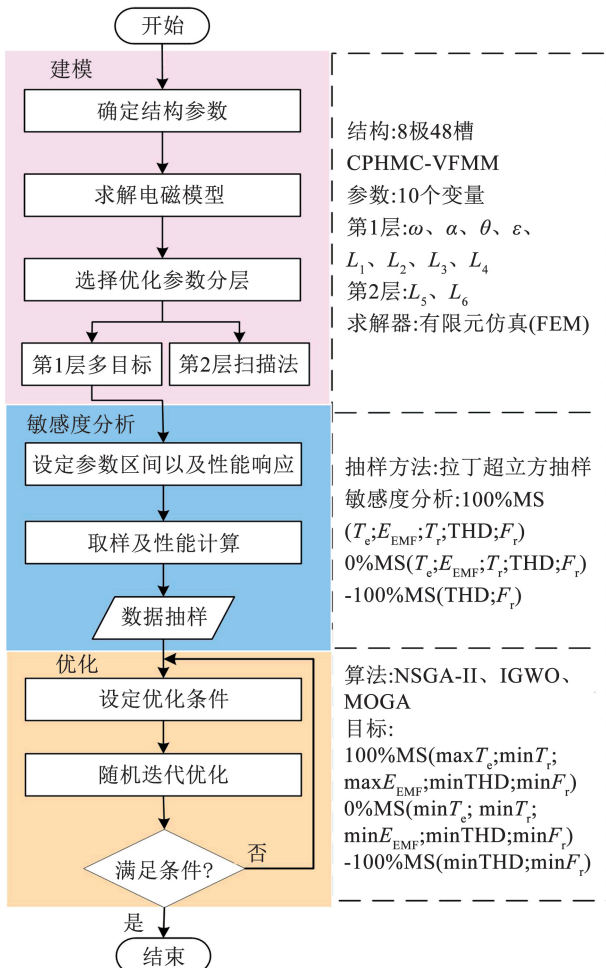 开始
建模
确定结构参数
求解电磁模型
选择优化参数分层
第1层多目标
第2层扫描法
结构:8极48槽
CPHMC-VFMM
参数:10个变量
第1层:ω、α、θ、ε、
L₁、L₂、L₃、L₄
第2层:L₅、L₆
求解器:有限元仿真(FEM)
敏感度分析
设定参数区间以及性能响应
取样及性能计算
数据抽样
抽样方法:拉丁超立方抽样
敏感度分析:100%MS
(Tₑ;E_EMF;Tᵣ;THD;Fᵣ)
0%MS(Tₑ;E_EMF;Tᵣ;THD;Fᵣ)
-100%MS(THD;Fᵣ)
优化
设定优化条件
随机迭代优化
满足条件?
否
是
结束
算法:NSGA-II、IGWO、
MOGA
目标:
100%MS(maxTₑ;minTᵣ;
maxE_EMF;minTHD;minFᵣ)
0%MS(minTₑ; minTᵣ;
minE_EMF;minTHD;minFᵣ)
-100%MS(minTHD;minFᵣ)